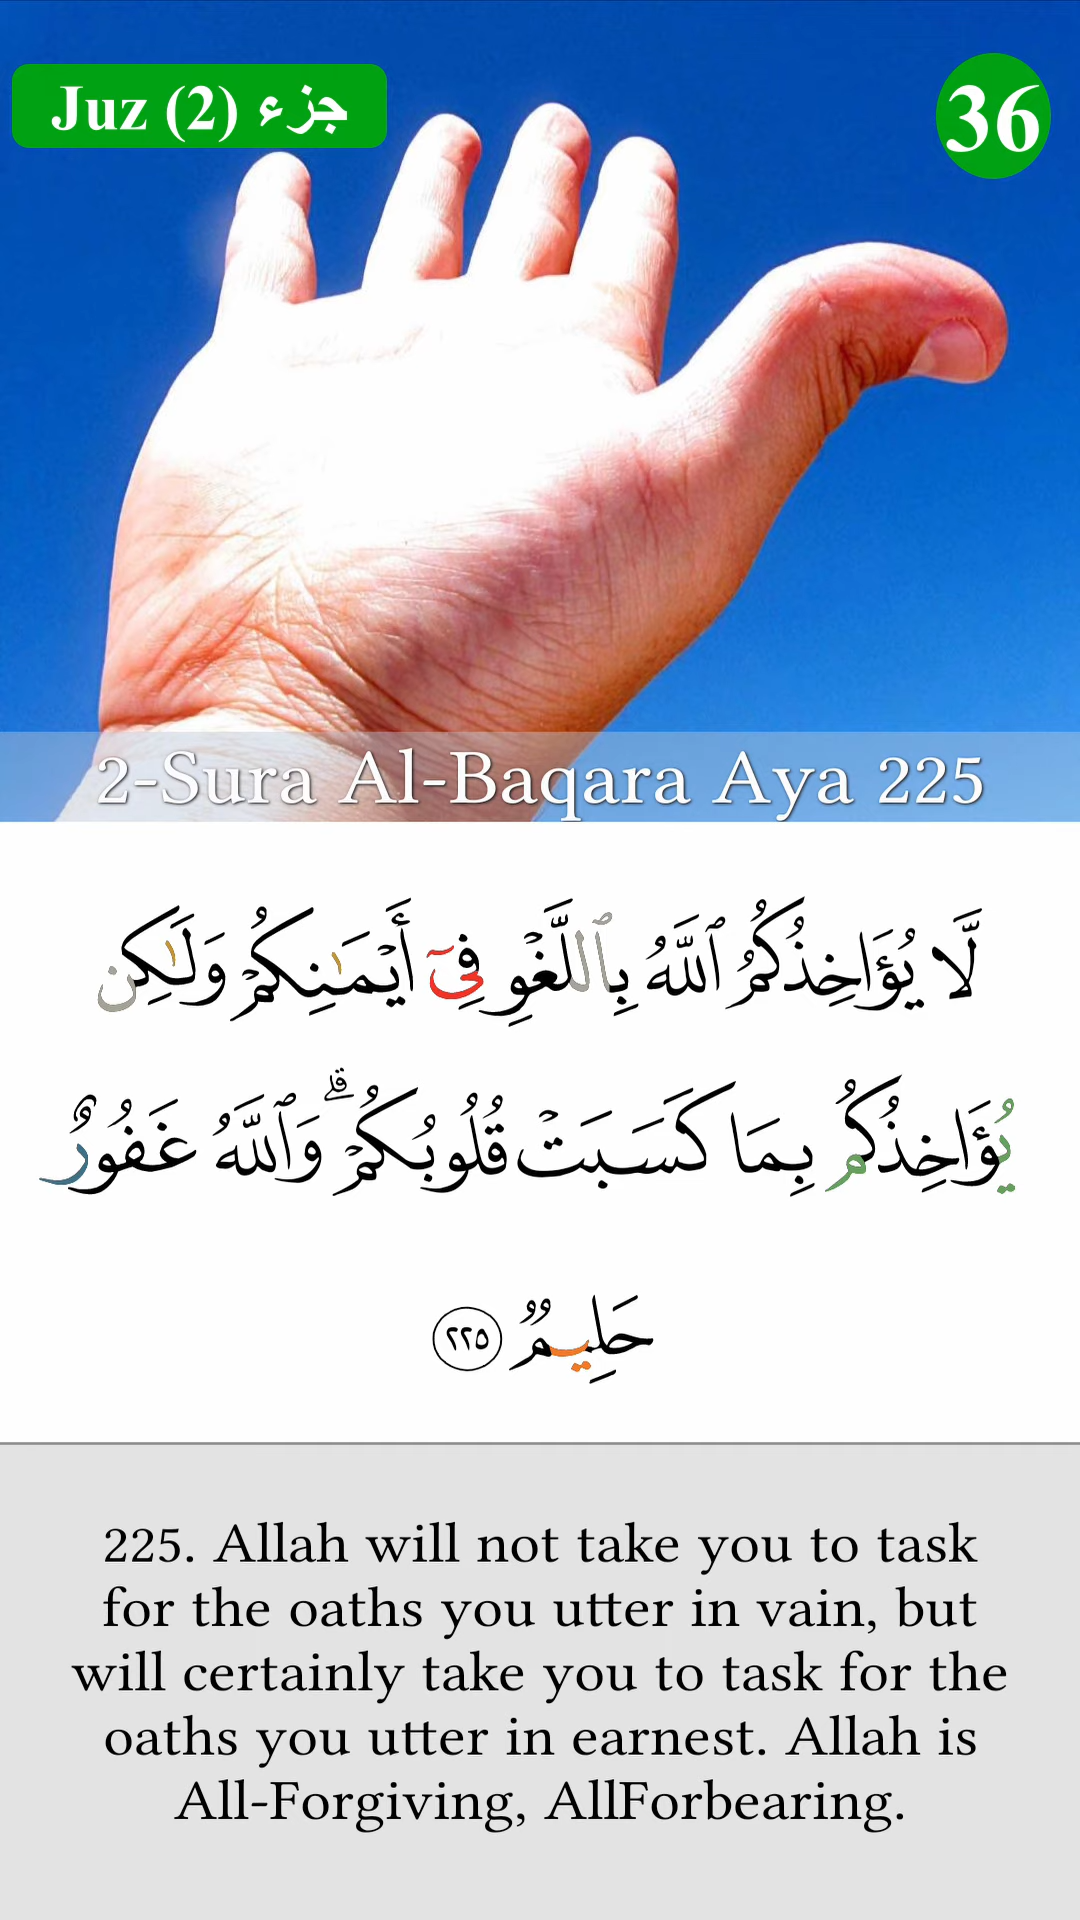 Juz (2) جزء
36
2-Sura Al-Baqara Aya 225
لَّا يُؤَاخِذُكُمُ ٱللَّهُ بِٱللَّغْوِ فِىٓ أَيْمَـٰنِكُمْ وَلَـٰكِن
يُؤَاخِذُكُم بِمَا كَسَبَتْ قُلُوبُكُمْ ۗ وَٱللَّهُ غَفُورٌ
حَلِيمٌ ٢٢٥
225. Allah will not take you to task
for the oaths you utter in vain, but
will certainly take you to task for the
oaths you utter in earnest. Allah is
All-Forgiving, AllForbearing.